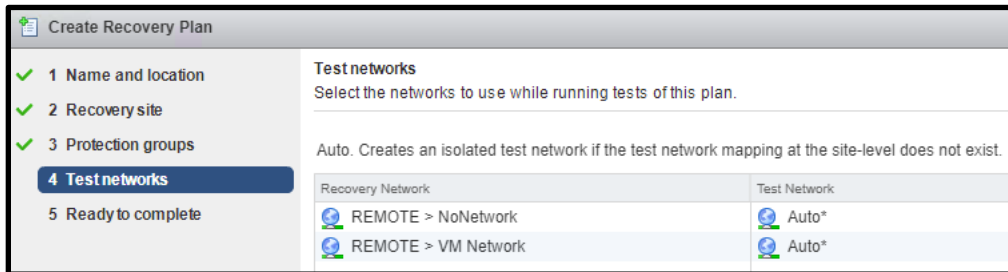 Create Recovery Plan
1 Name and location
2 Recovery site
3 Protection groups
4 Test networks
5 Ready to complete
Test networks
Select the networks to use while running tests of this plan.
Auto. Creates an isolated test network if the test network mapping at the site-level does not exist.
Recovery Network Test Network
REMOTE > NoNetwork Auto*
REMOTE > VM Network Auto*